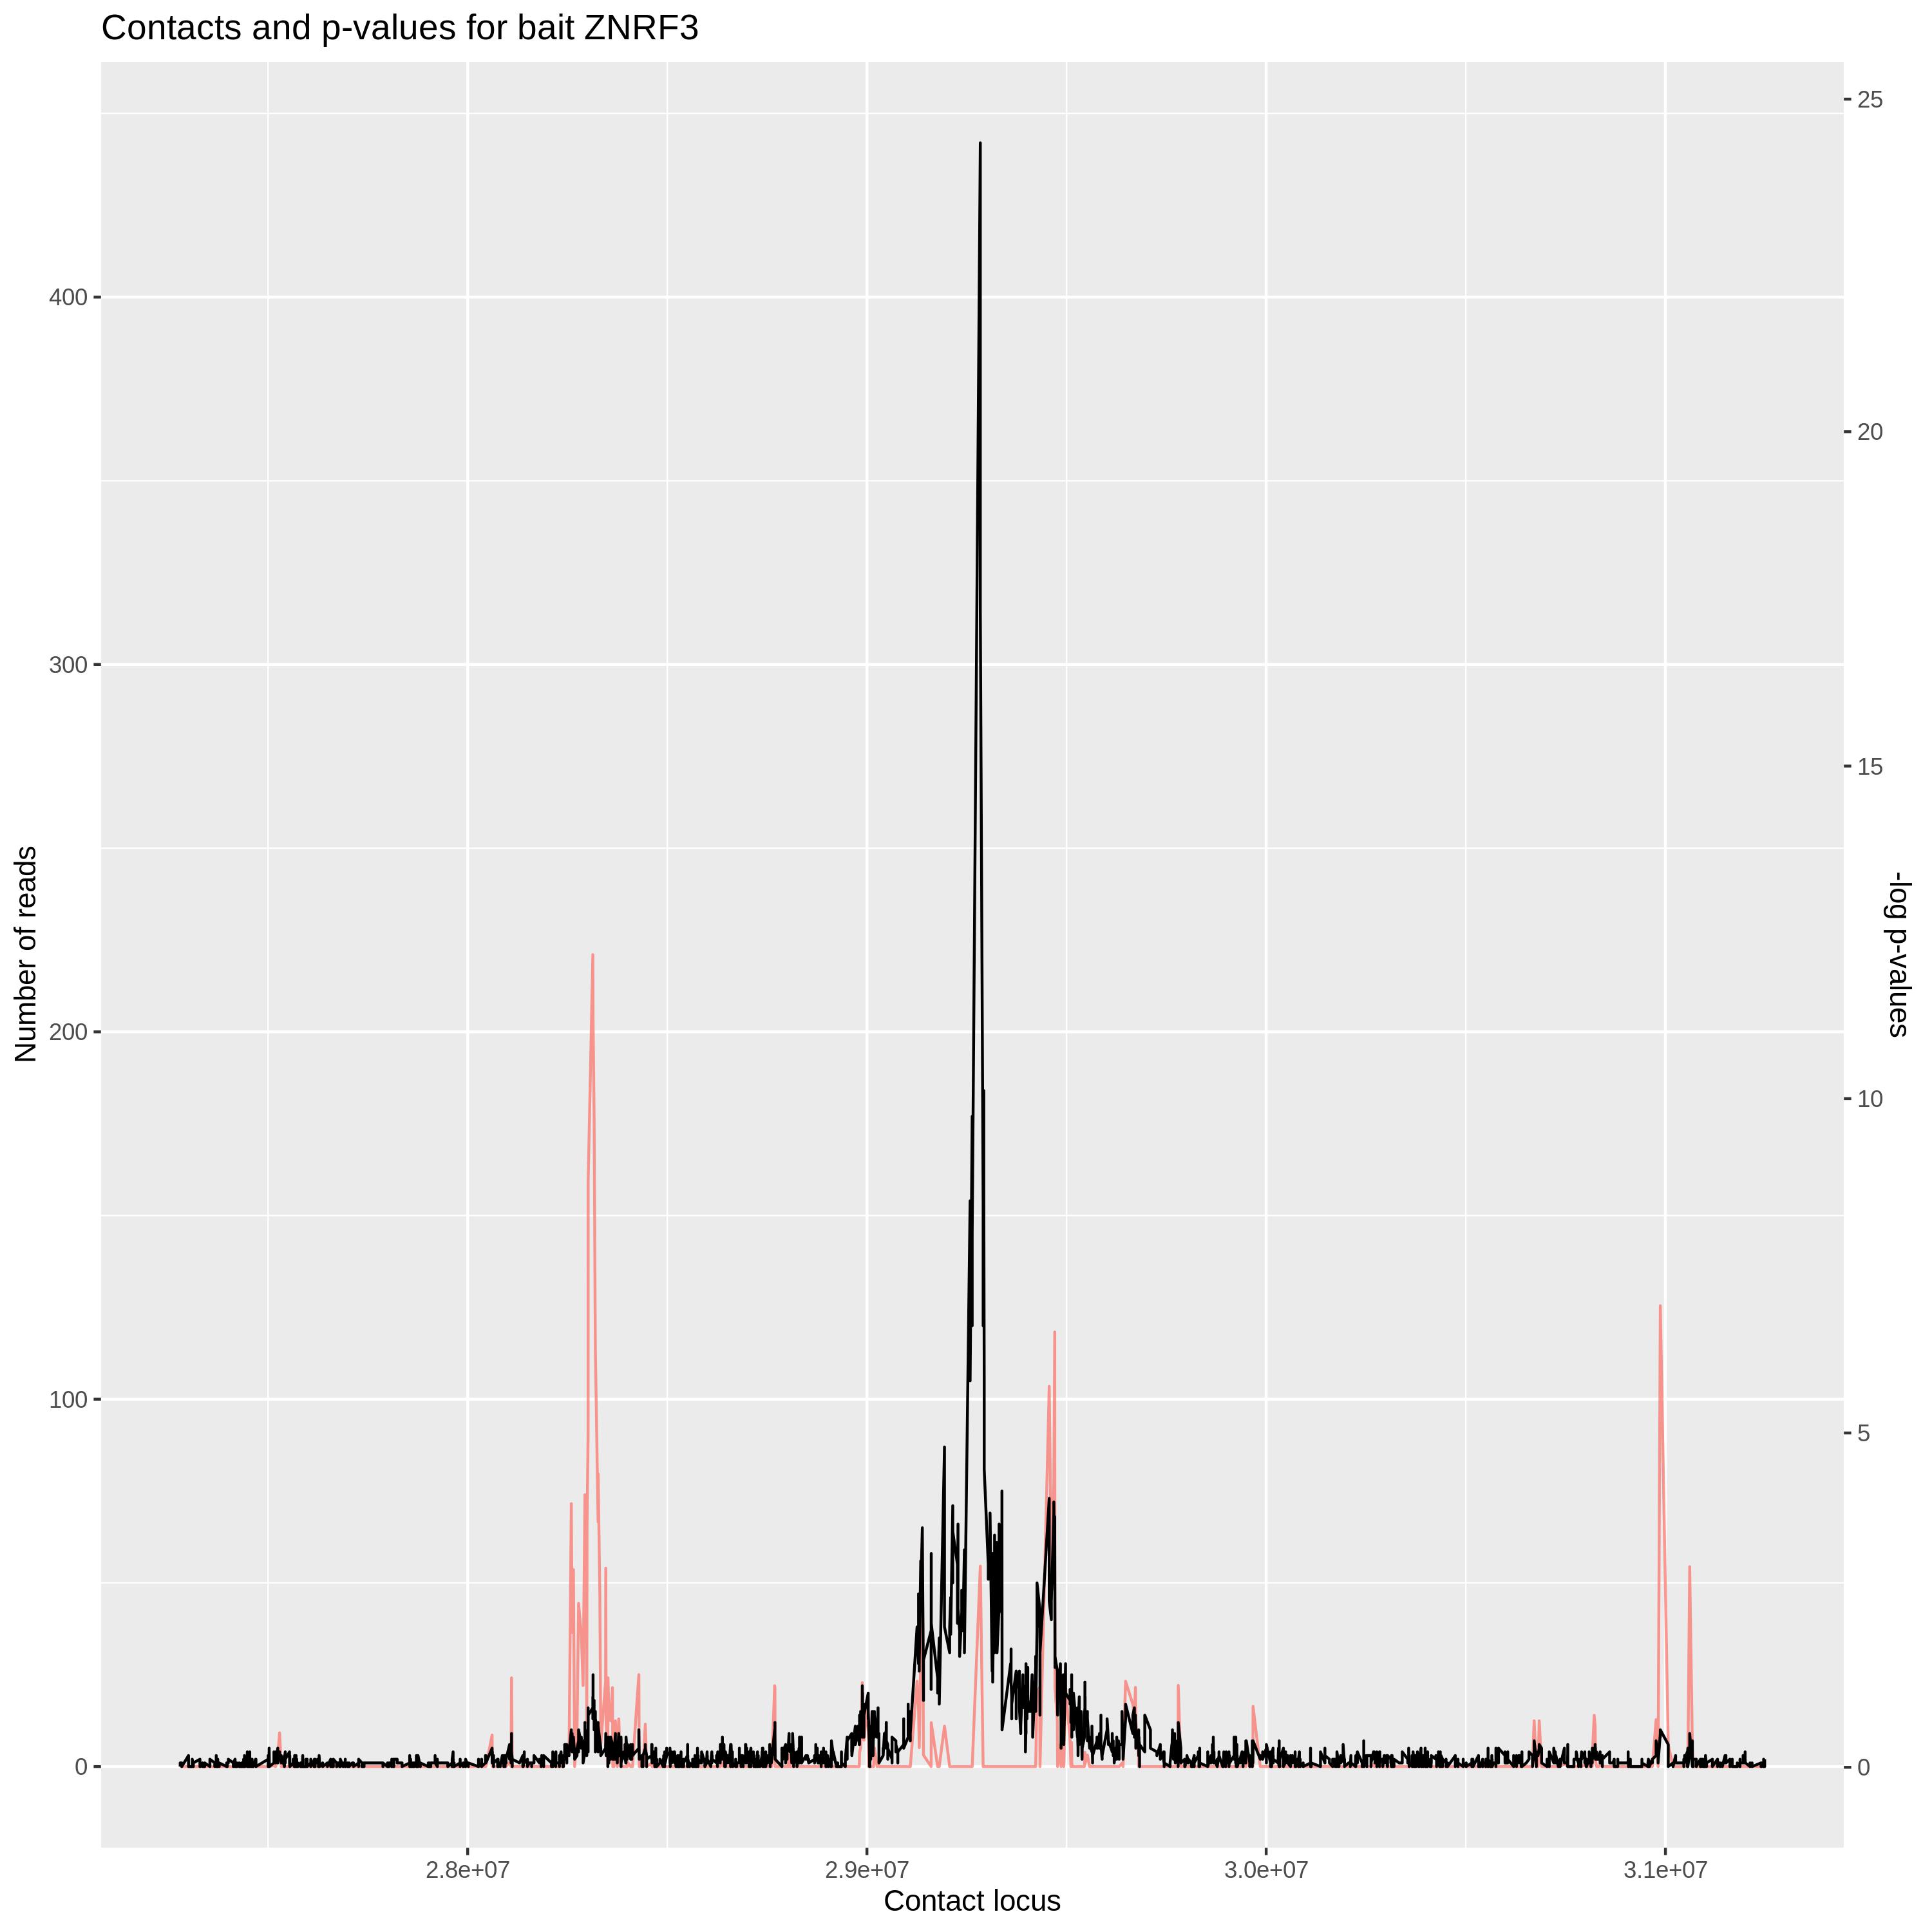 Contacts and p-values for bait ZNRF3
25
400
20
300
15
Number of reads
-log p-values
200
10
100
5
0
0
2.8e+07
2.9e+07
3.0e+07
3.1e+07
Contact locus